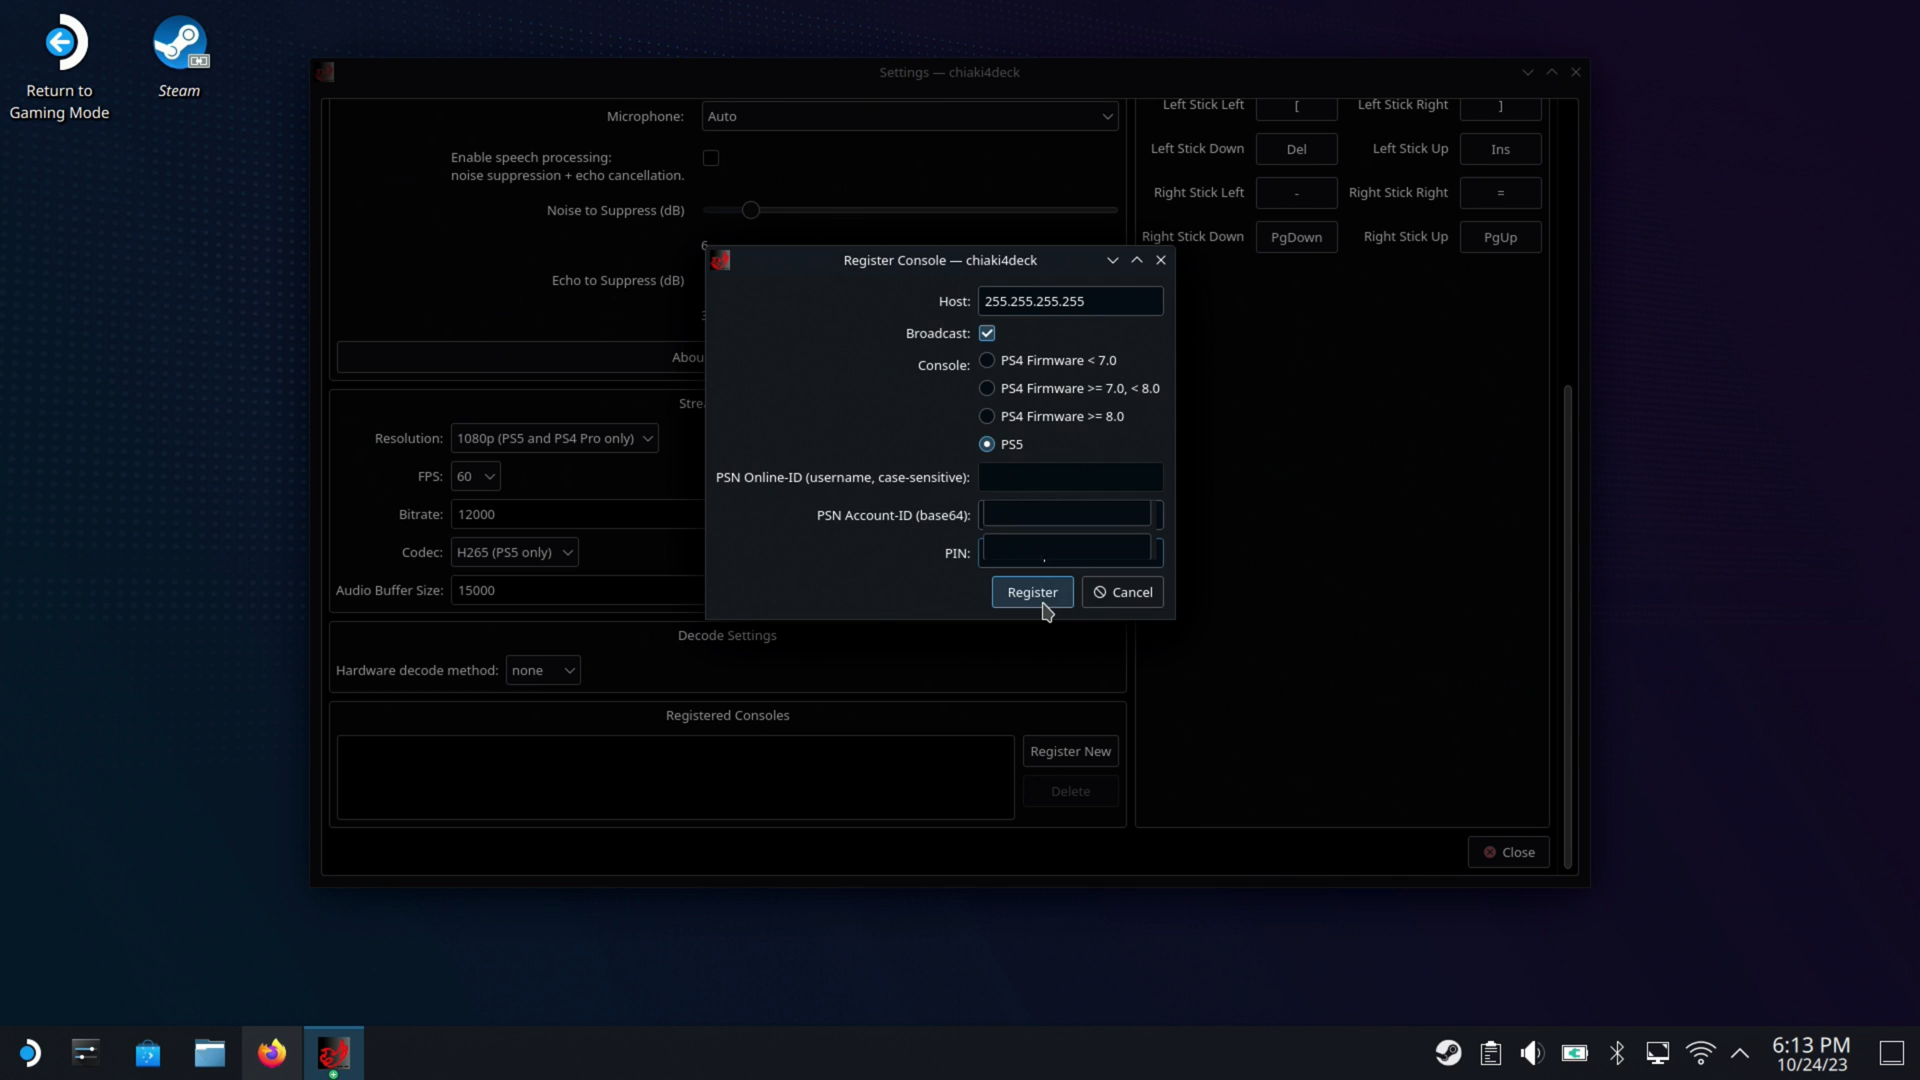 Return to
Gaming Mode
Steam
Settings — chiaki4deck
Microphone:
Auto
Enable speech processing:
noise suppression + echo cancellation.
Noise to Suppress (dB)
6
Echo to Suppress (dB)
Abou
Stre
Resolution:
1080p (PS5 and PS4 Pro only)
FPS:
60
Bitrate:
12000
Codec:
H265 (PS5 only)
Audio Buffer Size:
15000
Decode Settings
Hardware decode method:
none
Registered Consoles
Register New
Delete
Left Stick Left
[
Left Stick Right
]
Left Stick Down
Del
Left Stick Up
Ins
Right Stick Left
-
Right Stick Right
=
Right Stick Down
PgDown
Right Stick Up
PgUp
Close
Register Console — chiaki4deck
Host:
255.255.255.255
Broadcast:
Console:
PS4 Firmware < 7.0
PS4 Firmware >= 7.0, < 8.0
PS4 Firmware >= 8.0
PS5
PSN Online-ID (username, case-sensitive):
PSN Account-ID (base64):
PIN:
Register
Cancel
6:13 PM
10/24/23